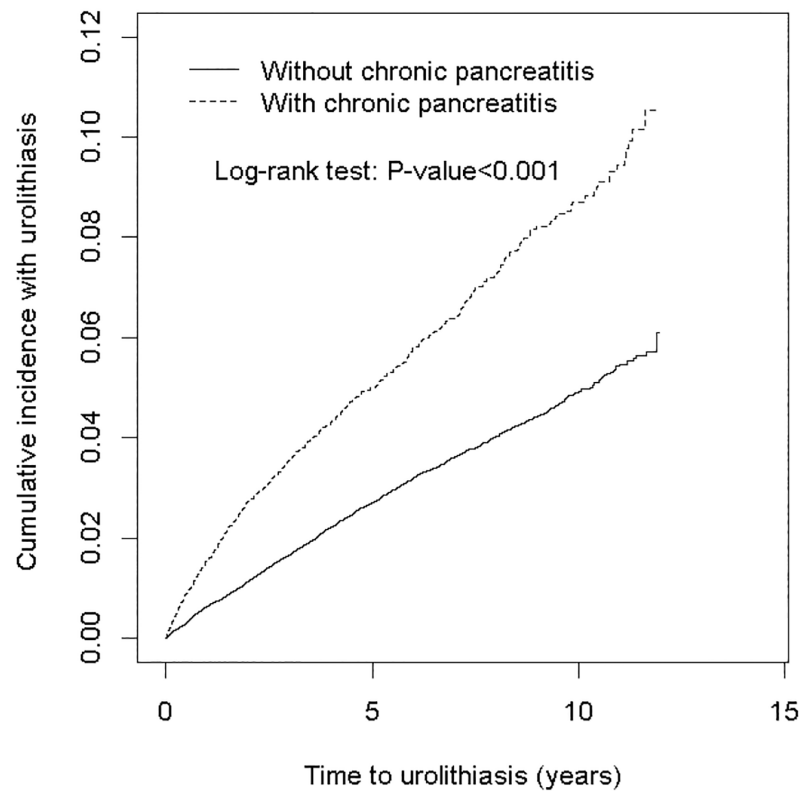 0.12
0.10
0.08
0.06
0.04
0.02
0.00
Cumulative incidence with urolithiasis
Without chronic pancreatitis
With chronic pancreatitis
Log-rank test: P-value<0.001
0 5 10 15
Time to urolithiasis (years)